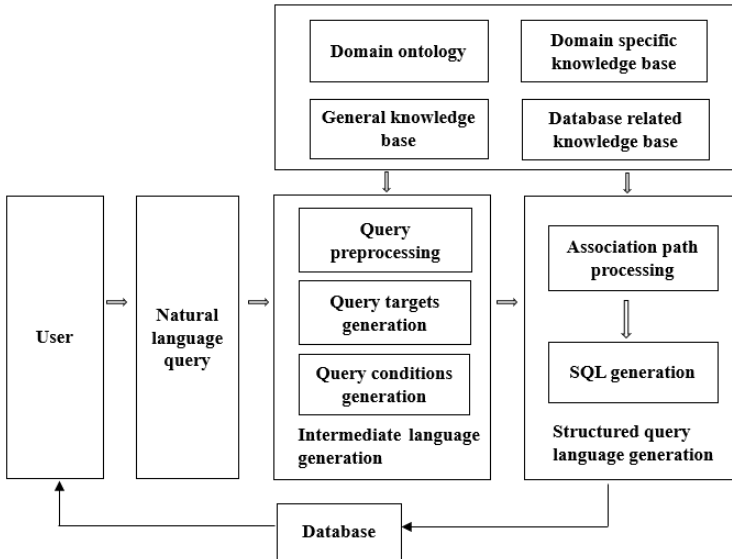 Domain ontology
Domain specific
knowledge base
General knowledge
base
Database related
knowledge base
User
Natural
language
query
Query
preprocessing
Query targets
generation
Query conditions
generation
Intermediate language
generation
Association path
processing
SQL generation
Structured query
language generation
Database